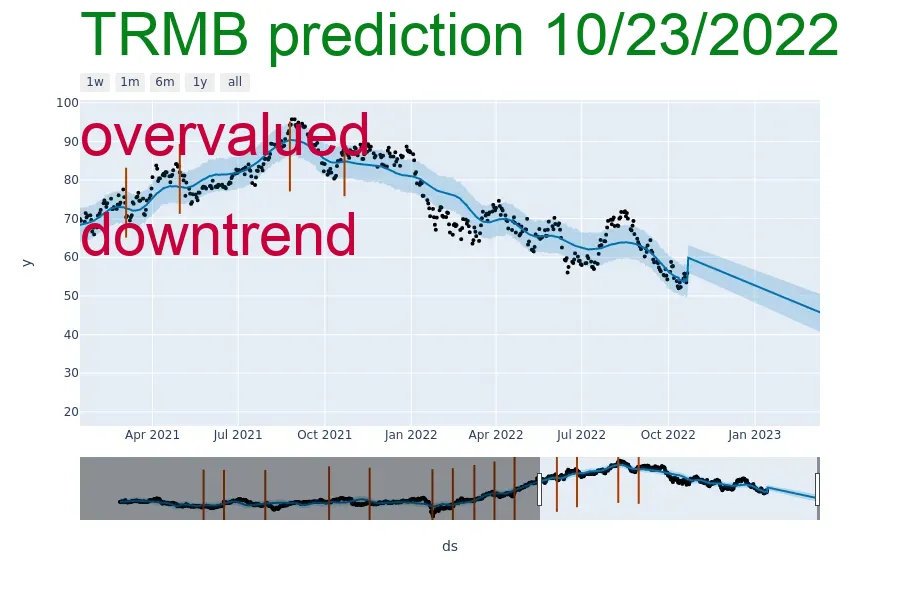 TRMB prediction 10/23/2022
1w 1m 6m 1y all
100
overvalued
90
80
70
downtrend
60
y
50
40
30
20
Apr 2021 Jul 2021 Oct 2021 Jan 2022 Apr 2022 Jul 2022 Oct 2022 Jan 2023
ds